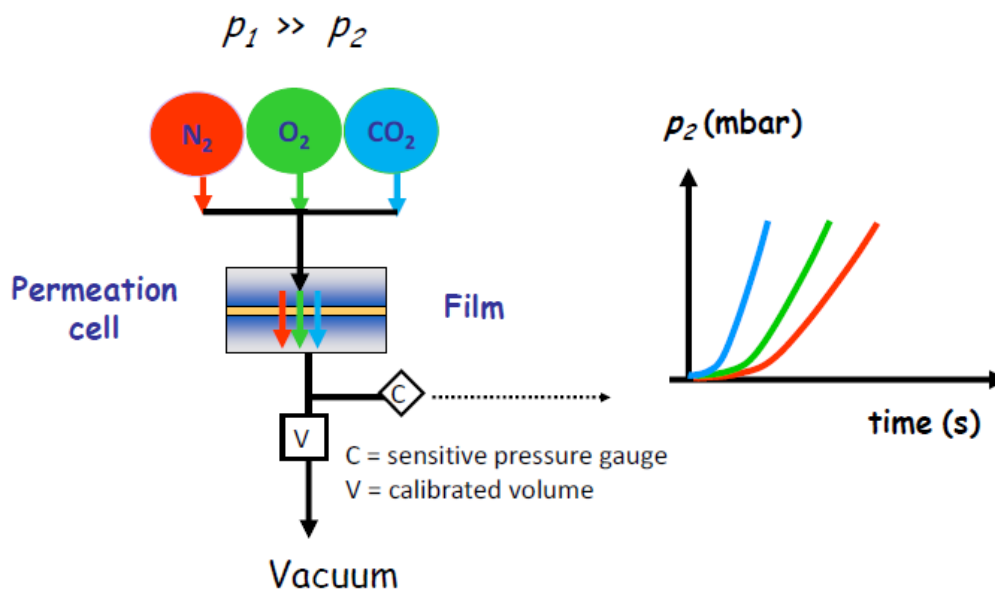 p₁ >> p₂
N₂
O₂
CO₂
Permeation
cell
Film
C
V
C = sensitive pressure gauge
V = calibrated volume
Vacuum
p₂ (mbar)
time (s)